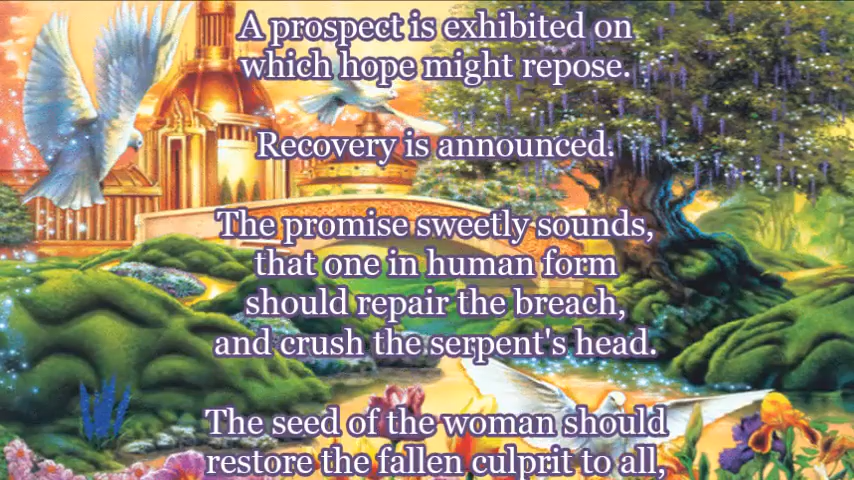 A prospect is exhibited on
which hope might repose.
Recovery is announced.
The promise sweetly sounds,
that one in human form
should repair the breach,
and crush the serpent's head.
The seed of the woman should
restore the fallen culprit to all,